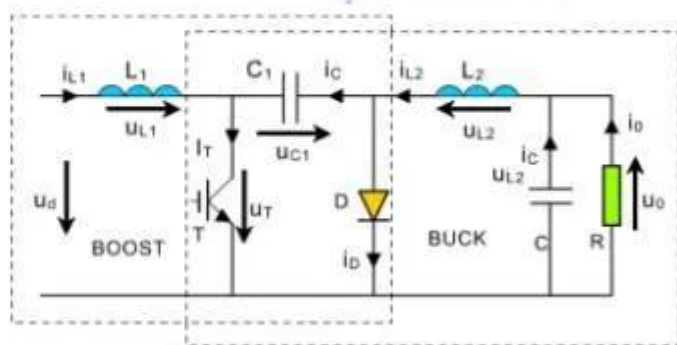 iL1 L1 C1 iC iL2 L2
uL1 uC1 uL2 i0
IT iC
uL2
ud T uT D u0
BOOST BUCK C R
iD